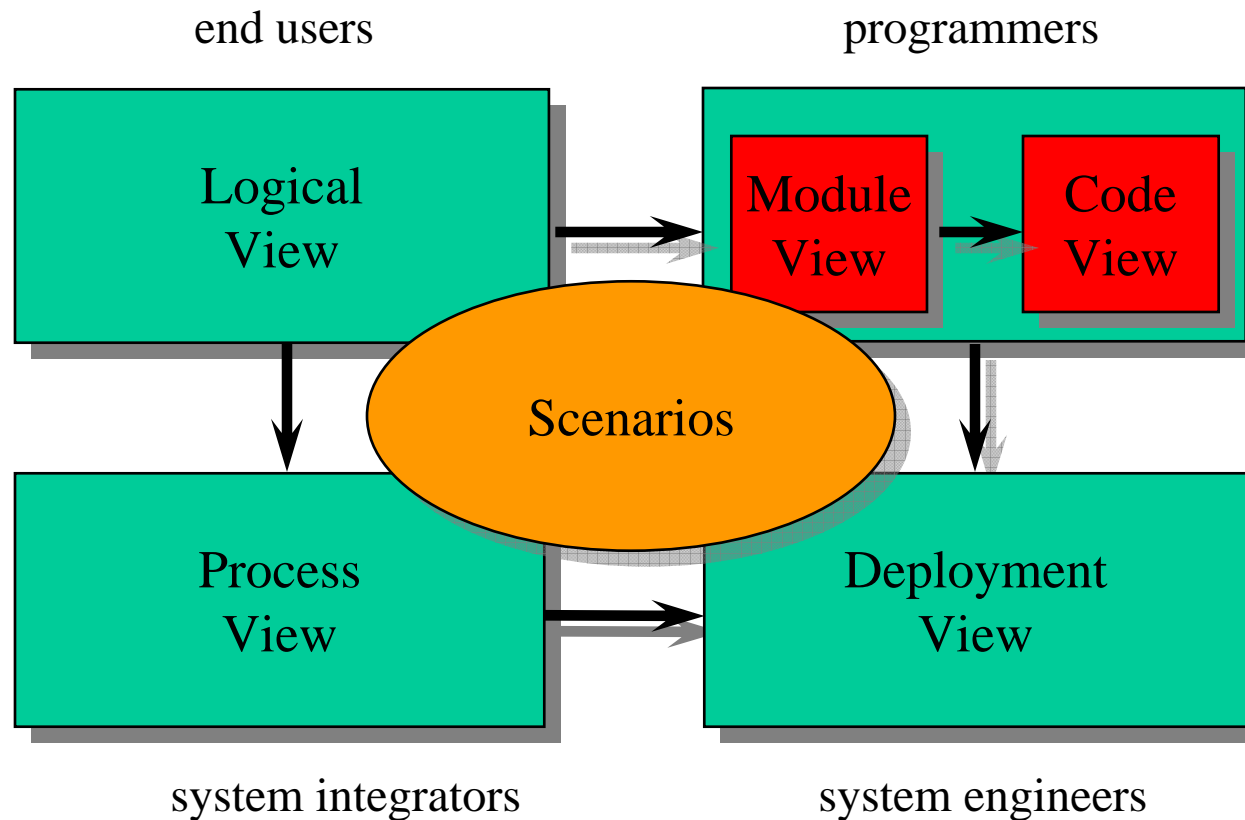 end users
programmers
Logical
View
Module
View
Code
View
Scenarios
Process
View
Deployment
View
system integrators
system engineers